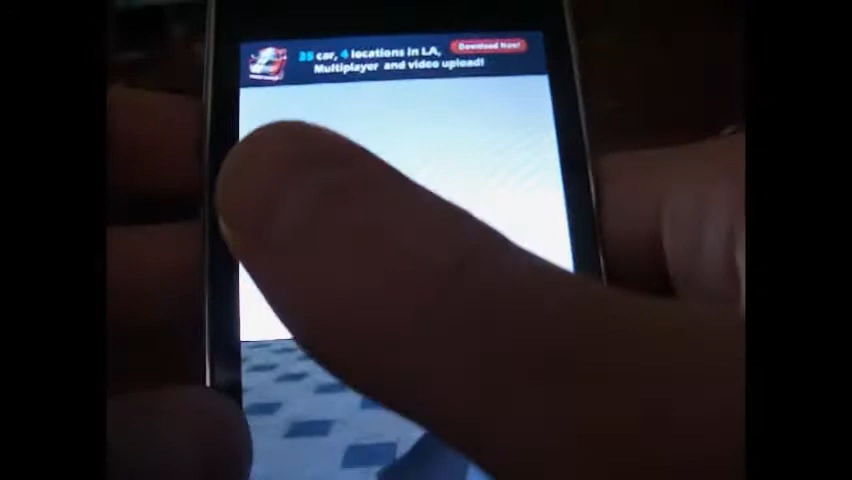 35 car, 4 locations in LA,
Multiplayer and video upload!
Download Now!